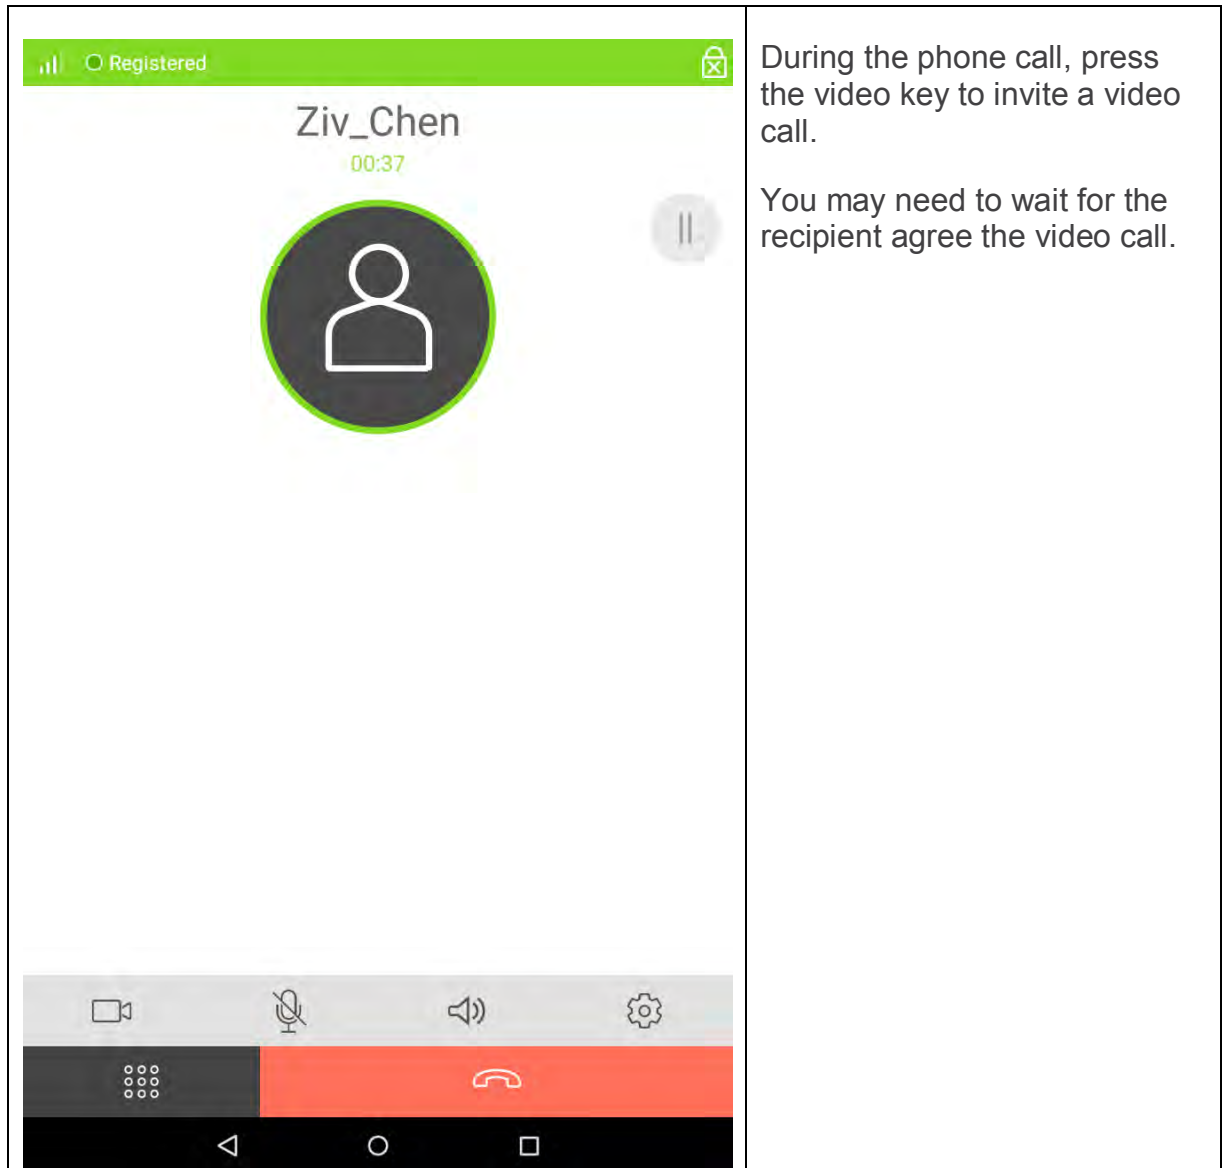 Registered
Ziv_Chen
00:37
During the phone call, press
the video key to invite a video
call.
You may need to wait for the
recipient agree the video call.